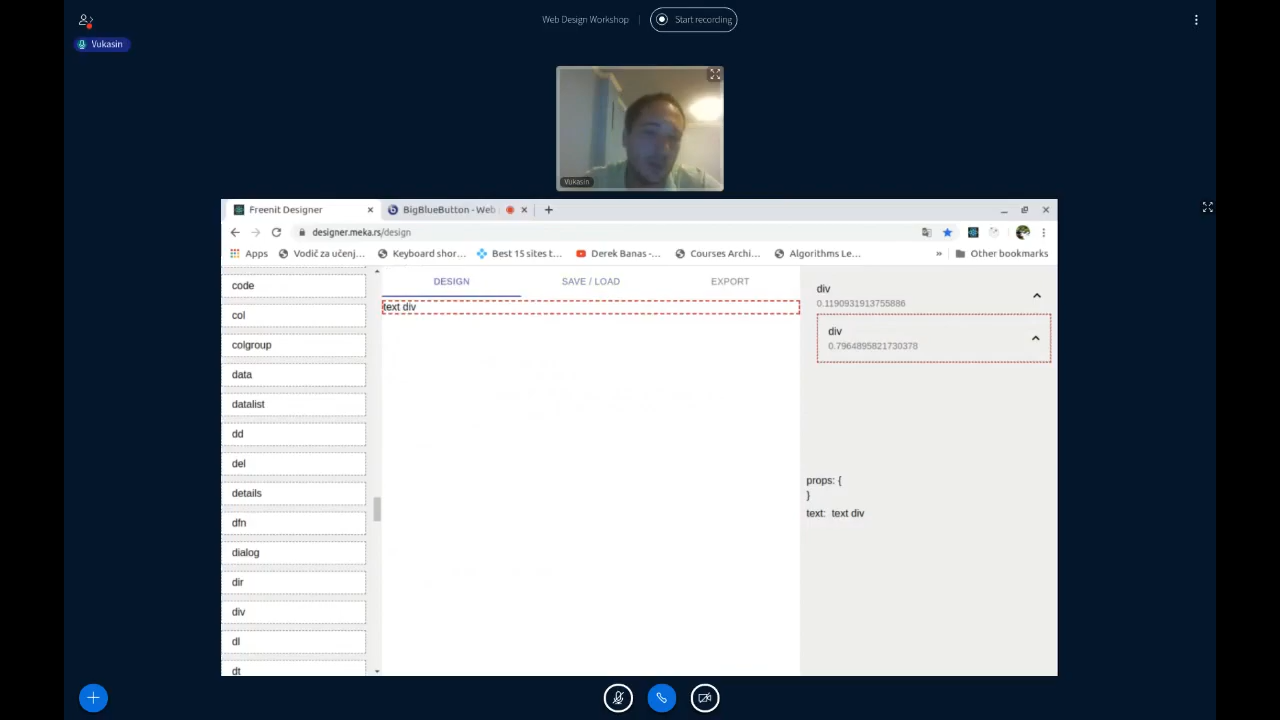 Web Design Workshop
Start recording
Vukasin
Vukasin
Freenit Designer
BigBlueButton - Web
designer.meka.rs/design
Apps
Vodič za učenj...
Keyboard shor...
Best 15 sites t...
Derek Banas -...
Courses Archi...
Algorithms Le...
»
Other bookmarks
code
col
colgroup
data
datalist
dd
del
details
dfn
dialog
dir
div
dl
dt
DESIGN
SAVE / LOAD
EXPORT
text div
div
0.1190931913755886
div
0.7964895821730378
props: {
}
text: text div